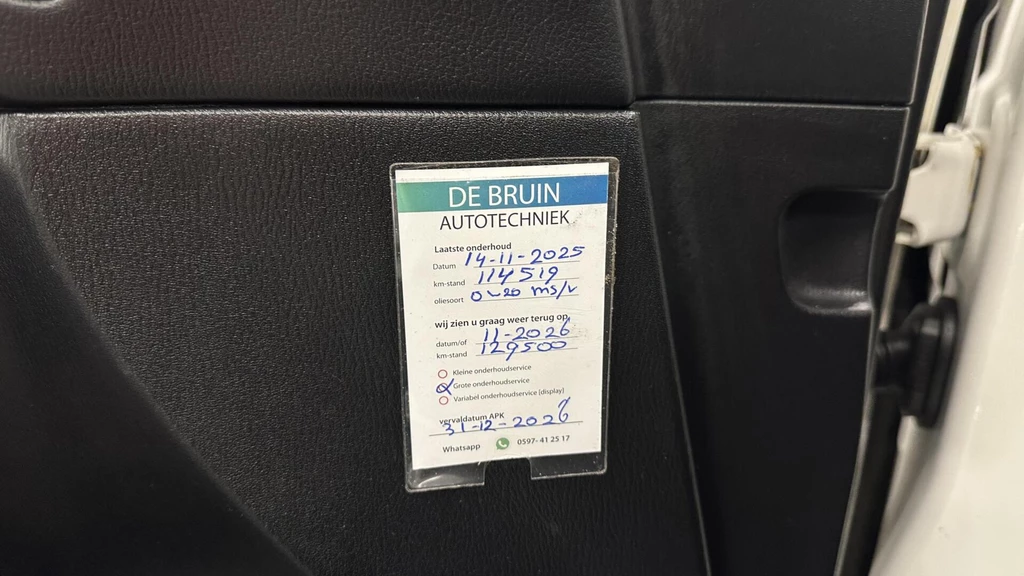 DE BRUIN
AUTOTECHNIEK
Laatste onderhoud
Datum 14-11-2025
km-stand 114519
oliesoort 0w20 ms/v
wij zien u graag weer terug op,
datum/of 11-2026
km-stand 129500
Kleine onderhoudservice
Grote onderhoudservice
Variabel onderhoudservice (display)
vervaldatum APK
31-12-2026
Whatsapp 0597- 41 25 17